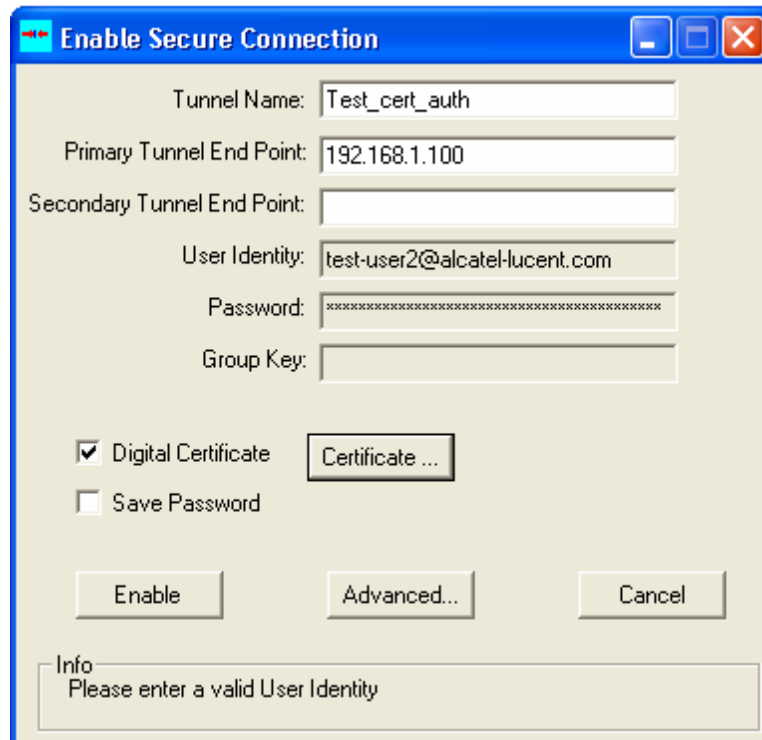 Enable Secure Connection
Tunnel Name: Test_cert_auth
Primary Tunnel End Point: 192.168.1.100
Secondary Tunnel End Point:
User Identity: test-user2@alcatel-lucent.com
Password: ******************************************
Group Key:
Digital Certificate Certificate ...
Save Password
Enable Advanced... Cancel
Info
Please enter a valid User Identity